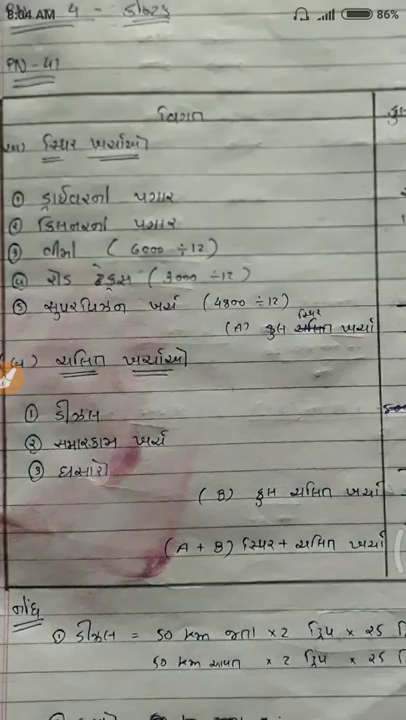 8:04 AM 86%
4 -
PN - 41
વિગત
સ્થિર ખર્ચાઓ
① ડ્રાઈવરનો પગાર
② ક્લિનરનો પગાર
③ વીમો ( 6000 ÷ 12 )
④ રોડ ટેક્ષ ( 3000 ÷ 12 )
⑤ સુપરવિઝન ખર્ચ ( 4800 ÷ 12 )
(A) કુલ સ્થિર ખર્ચા
(બ) ચલિત ખર્ચાઓ
① ડીઝલ
② સમારકામ ખર્ચ
③ ઘસારો
( B ) કુલ ચલિત ખર્ચા
( A + B ) સ્થિર + ચલિત ખર્ચા
નોંધ
① ડીઝલ = 50 km જતા × 2 ટ્રિપ × 25
50 km આવતા × 2 ટ્રિપ × 25